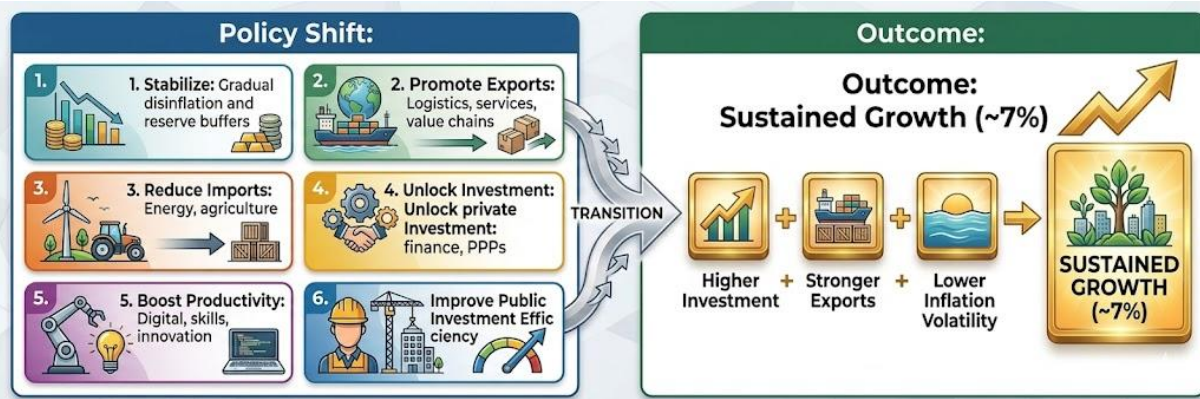 Policy Shift:
1.
1. Stabilize: Gradual
disinflation and
reserve buffers
2.
2. Promote Exports:
Logistics, services,
value chains
3.
3. Reduce Imports:
Energy, agriculture
4.
4. Unlock Investment:
Unlock private
Investment:
finance, PPPs
5.
5. Boost Productivity:
Digital, skills,
innovation
6.
Improve Public
Investment Effic
ciency
TRANSITION
Outcome:
Outcome:
Sustained Growth (~7%)
+
+
Higher
Investment
+
Stronger
Exports
+
Lower
Inflation
Volatility
SUSTAINED
GROWTH
(~7%)